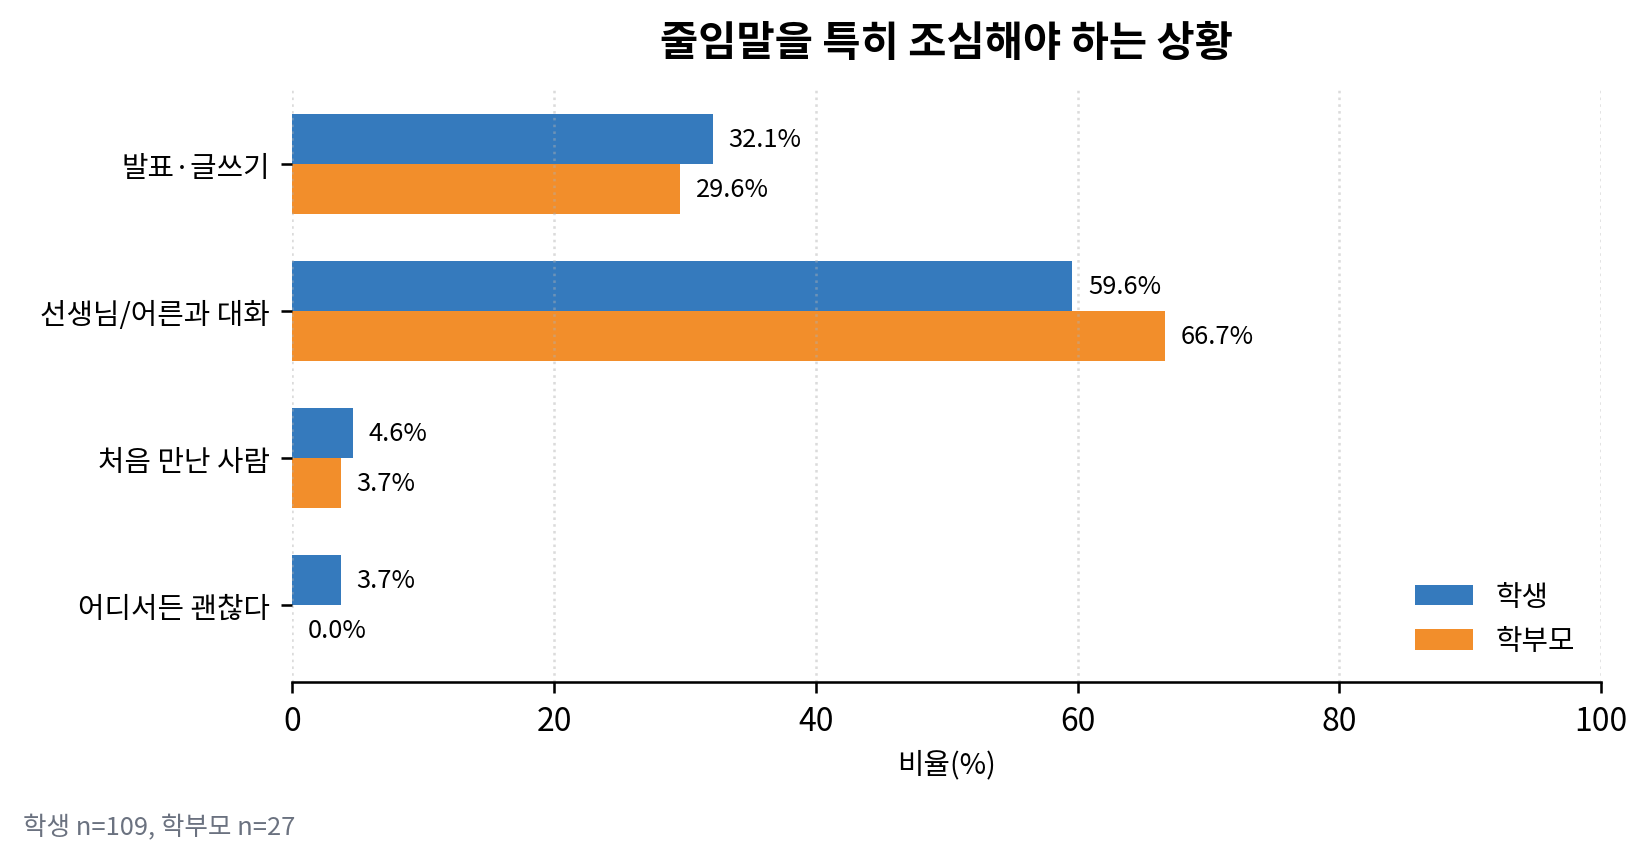 줄임말을 특히 조심해야 하는 상황
발표·글쓰기
32.1%
29.6%
선생님/어른과 대화
59.6%
66.7%
처음 만난 사람
4.6%
3.7%
어디서든 괜찮다
3.7%
0.0%
학생
학부모
0 20 40 60 80 100
비율(%)
학생 n=109, 학부모 n=27